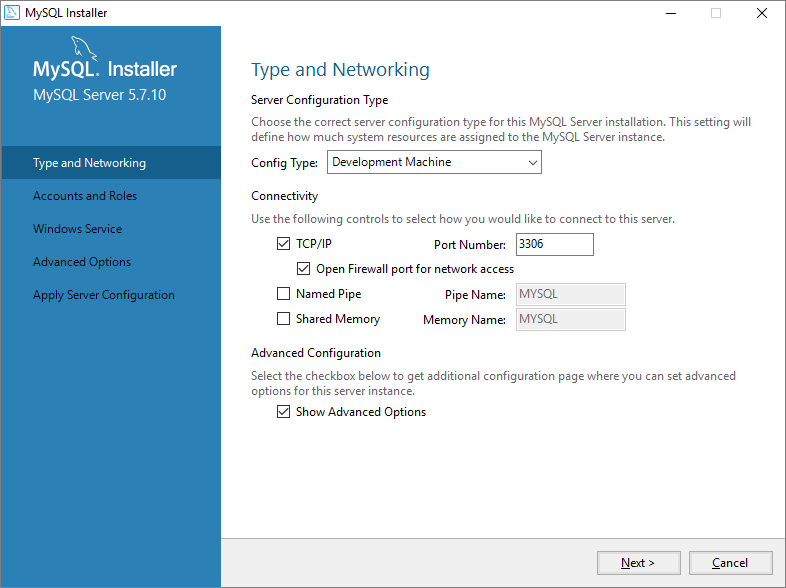 MySQL Installer
MySQL. Installer
MySQL Server 5.7.10
Type and Networking
Accounts and Roles
Windows Service
Advanced Options
Apply Server Configuration
Type and Networking
Server Configuration Type
Choose the correct server configuration type for this MySQL Server installation. This setting will
define how much system resources are assigned to the MySQL Server instance.
Config Type: Development Machine
Connectivity
Use the following controls to select how you would like to connect to this server.
TCP/IP Port Number: 3306
Open Firewall port for network access
Named Pipe Pipe Name: MYSQL
Shared Memory Memory Name: MYSQL
Advanced Configuration
Select the checkbox below to get additional configuration page where you can set advanced
options for this server instance.
Show Advanced Options
Next > Cancel